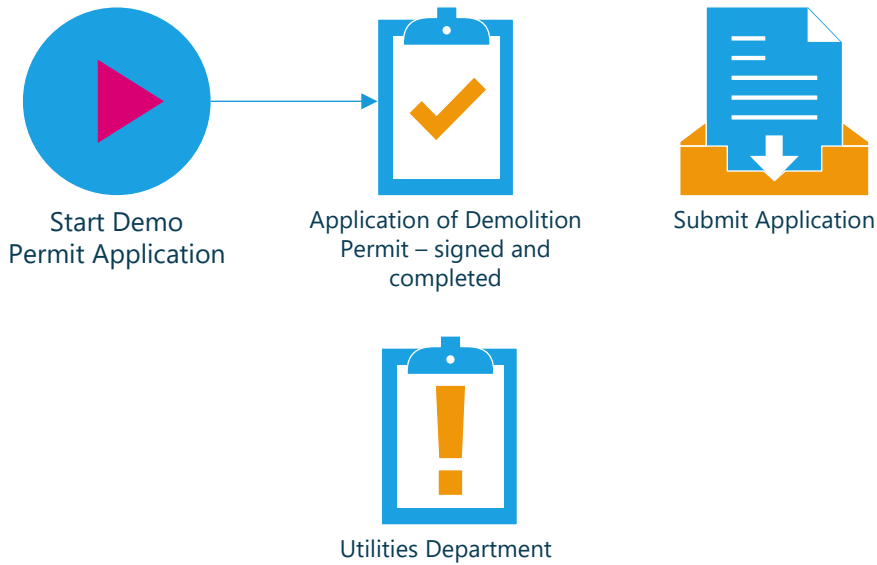 Start Demo
Permit Application
Application of Demolition
Permit – signed and
completed
Submit Application
Utilities Department